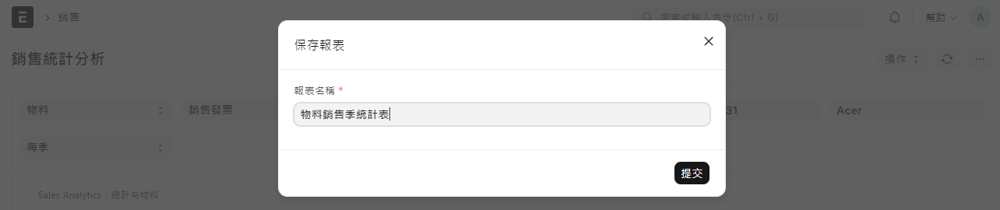 E
銷售
搜索或輸入命令(Ctrl + G)
幫助
A
銷售統計分析
操作
保存報表
報表名稱 *
物料銷售季統計表
提交
物料
銷售發票
31
Acer
每季
Sales Analytics：總計与物料